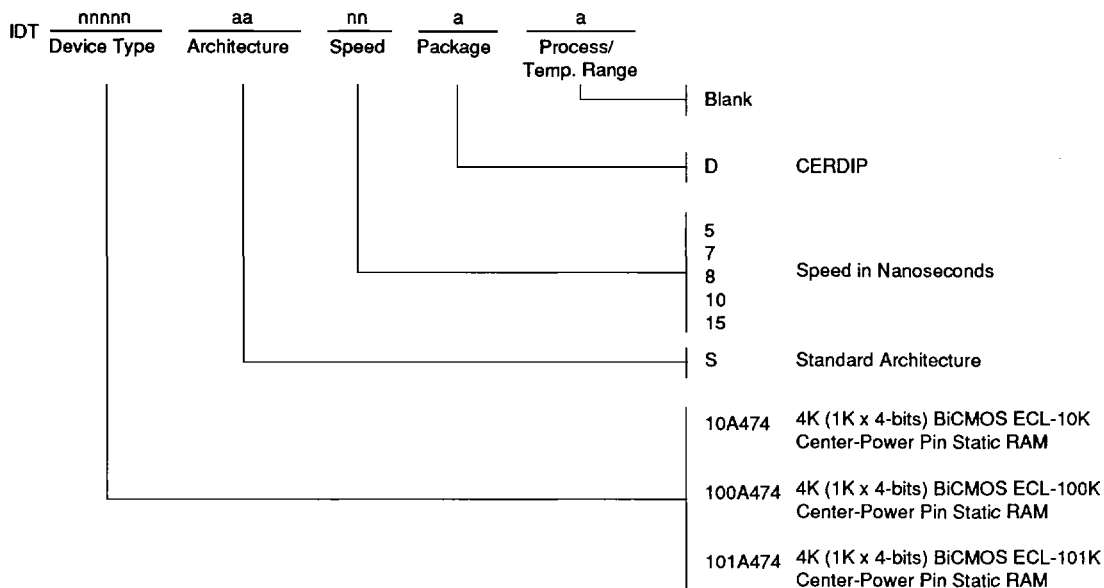 IDT nnnnn aa nn a a
Device Type Architecture Speed Package Process/
Temp. Range
Blank
D CERDIP
5
7
8 Speed in Nanoseconds
10
15
S Standard Architecture
10A474 4K (1K x 4-bits) BiCMOS ECL-10K
Center-Power Pin Static RAM
100A474 4K (1K x 4-bits) BiCMOS ECL-100K
Center-Power Pin Static RAM
101A474 4K (1K x 4-bits) BiCMOS ECL-101K
Center-Power Pin Static RAM